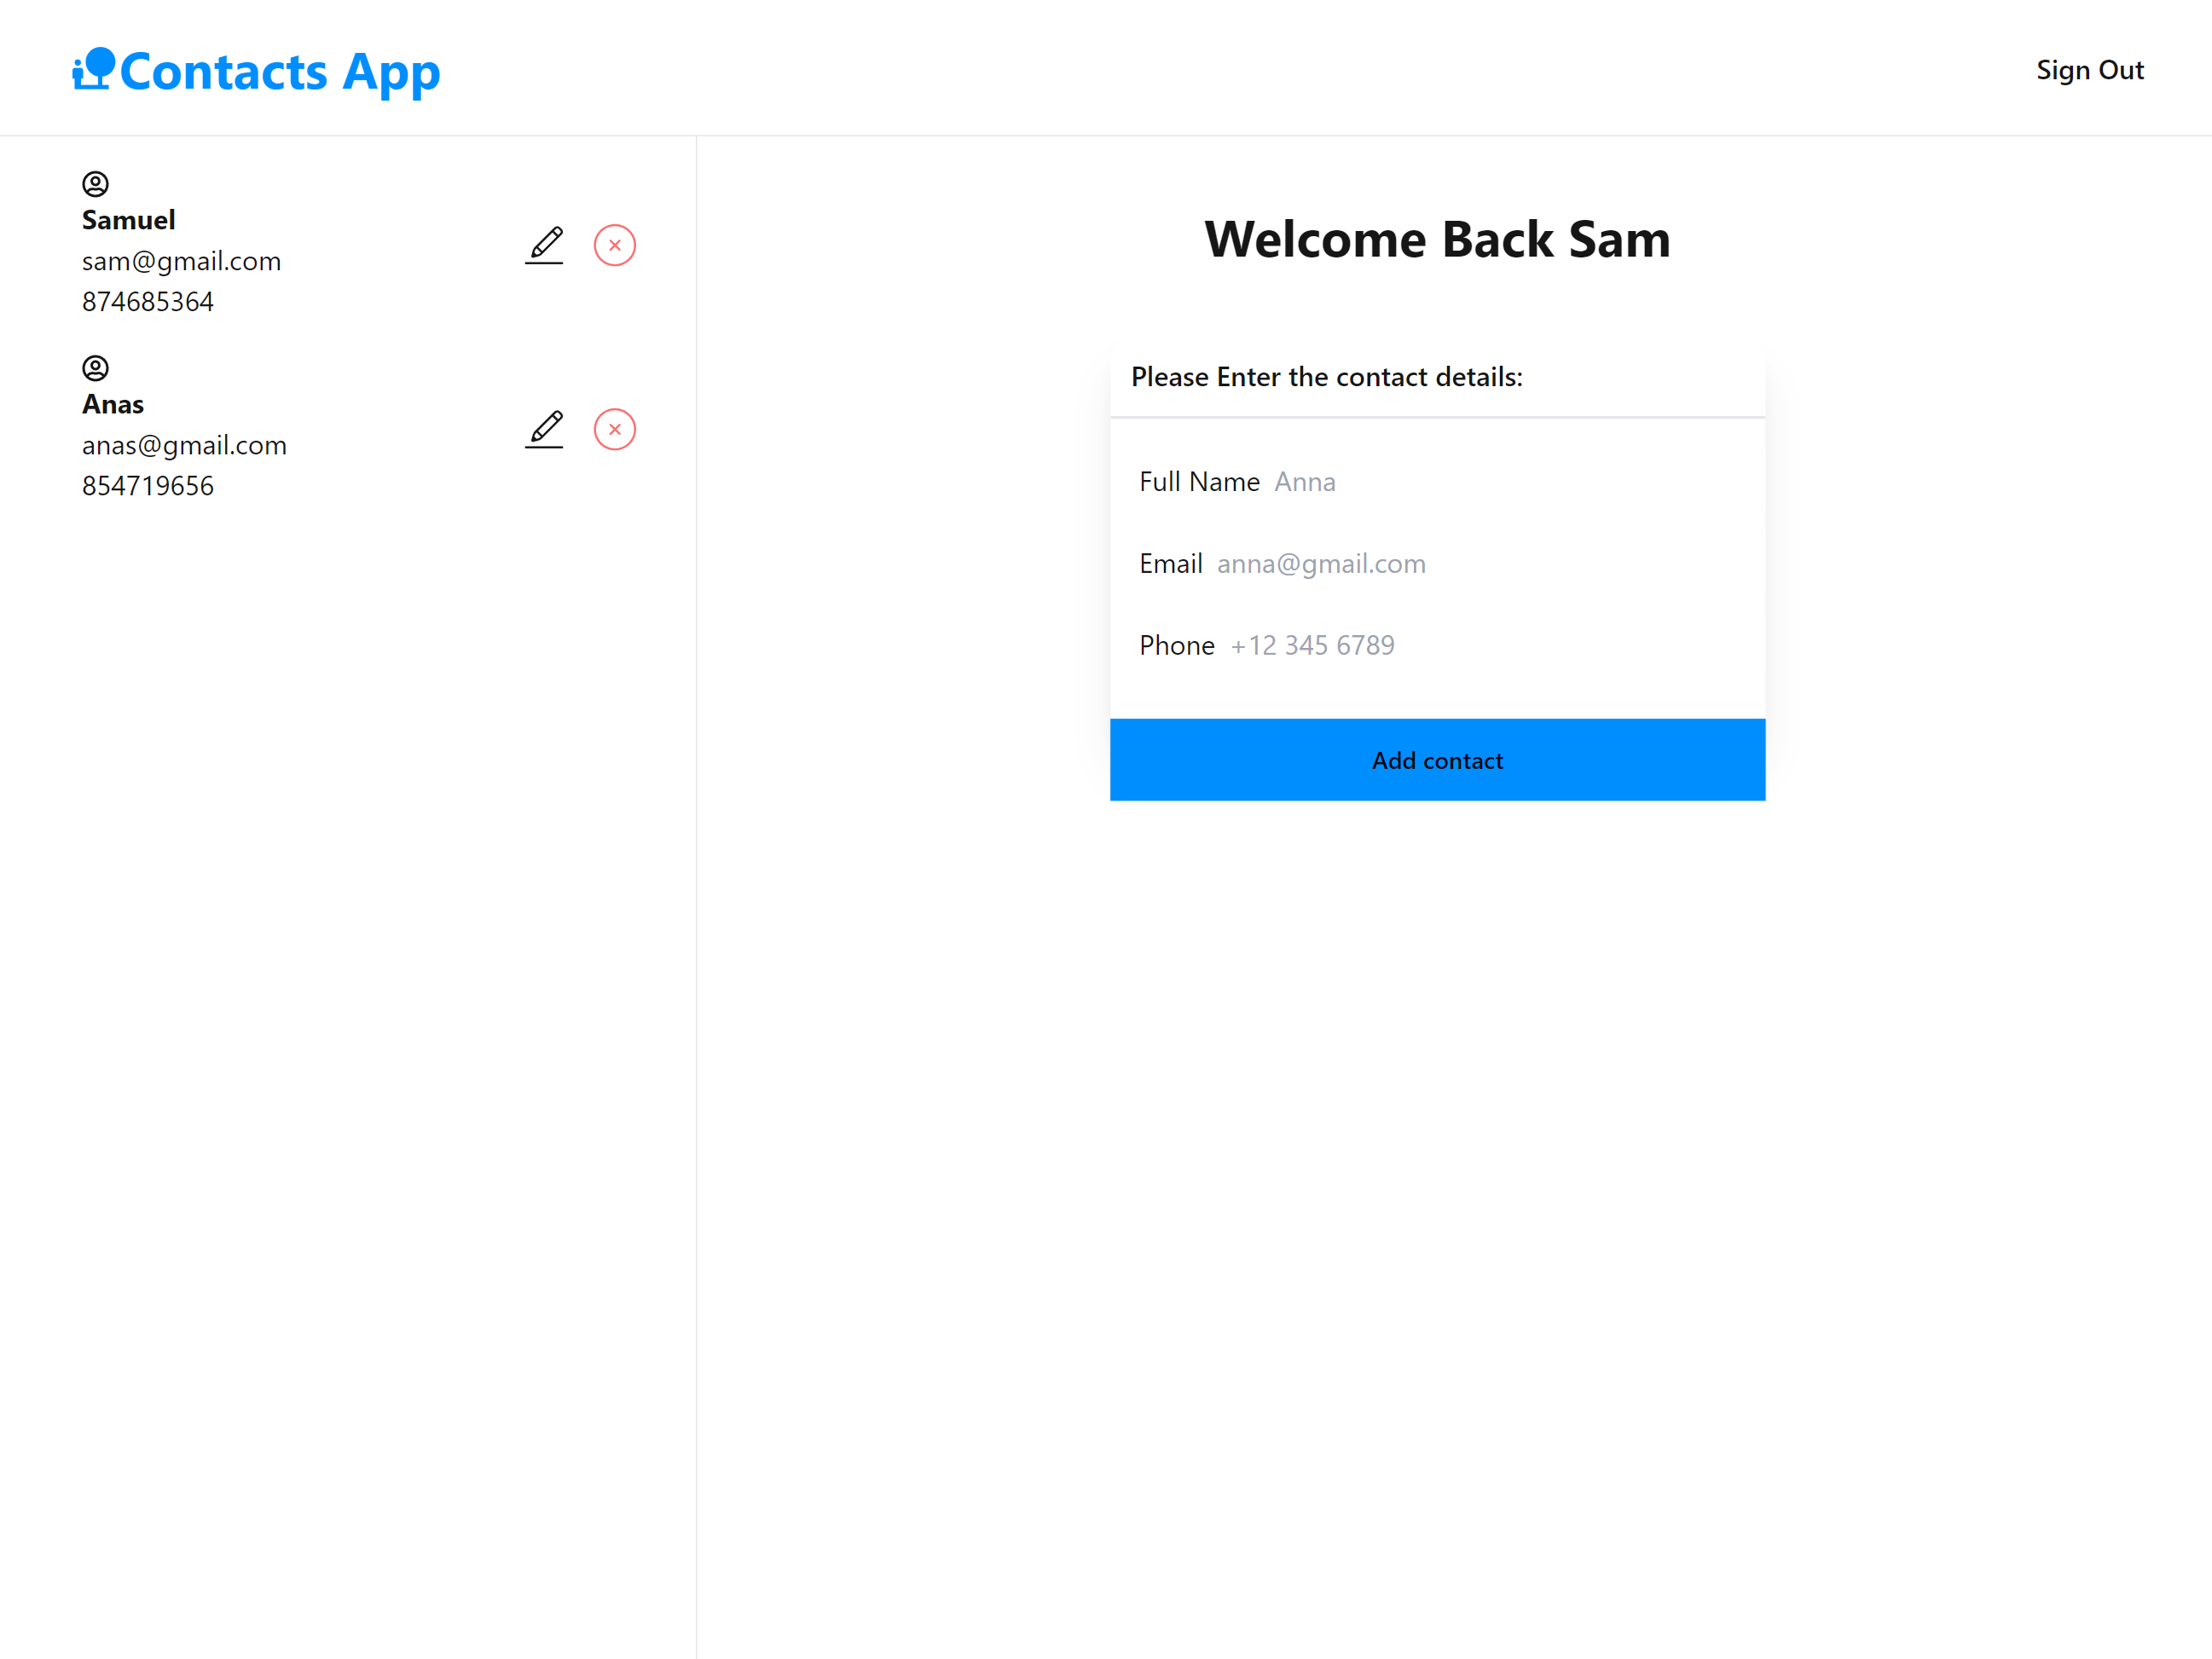 Contacts App
Sign Out
Samuel
sam@gmail.com
874685364
Anas
anas@gmail.com
854719656
Welcome Back Sam
Please Enter the contact details:
Full Name Anna
Email anna@gmail.com
Phone +12 345 6789
Add contact